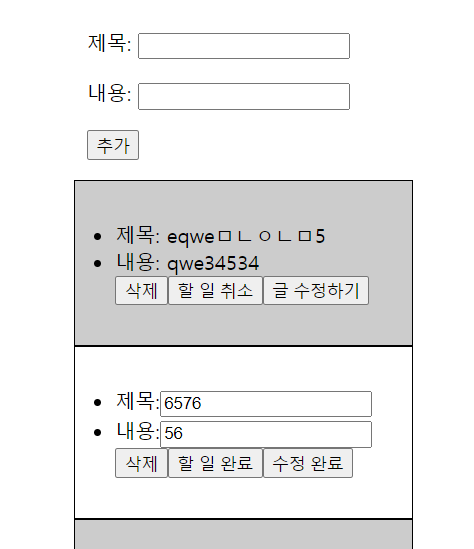 제목:
내용:
추가
제목: eqweㅁㄴㅇㄴㅁ5
내용: qwe34534
삭제 할 일 취소 글 수정하기
제목:6576
내용:56
삭제 할 일 완료 수정 완료